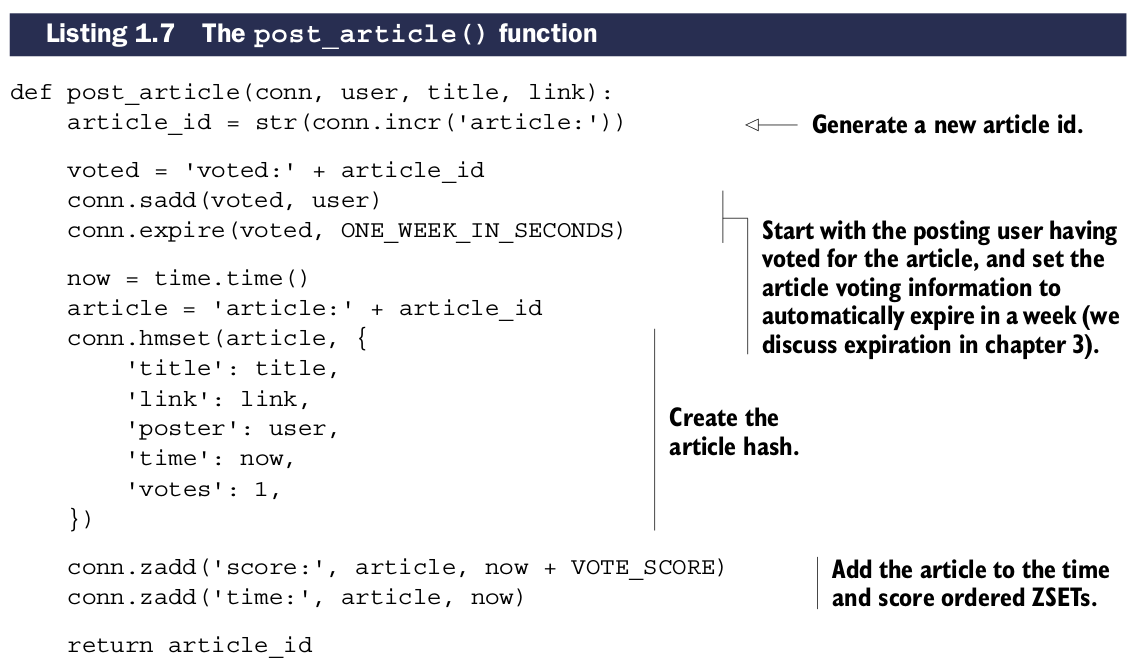 Listing 1.7 The post_article() function
def post_article(conn, user, title, link):
    article_id = str(conn.incr('article:'))
Generate a new article id.
    voted = 'voted:' + article_id
    conn.sadd(voted, user)
    conn.expire(voted, ONE_WEEK_IN_SECONDS)
Start with the posting user having
voted for the article, and set the
article voting information to
automatically expire in a week (we
discuss expiration in chapter 3).
    now = time.time()
    article = 'article:' + article_id
    conn.hmset(article, {
        'title': title,
        'link': link,
        'poster': user,
        'time': now,
        'votes': 1,
    })
Create the
article hash.
    conn.zadd('score:', article, now + VOTE_SCORE)
    conn.zadd('time:', article, now)
Add the article to the time
and score ordered ZSETs.
    return article_id